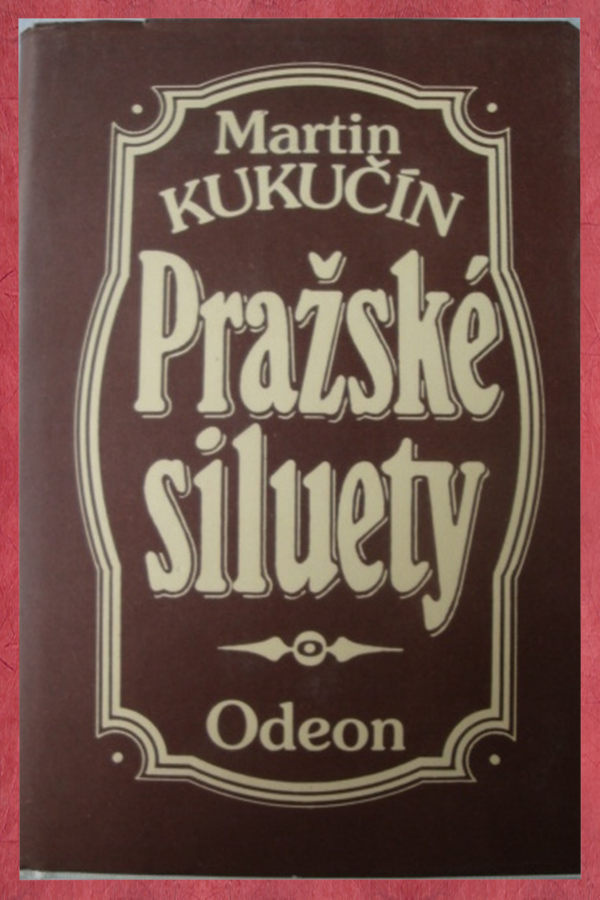 Martin
KUKUČÍN
Pražské
siluety
Odeon